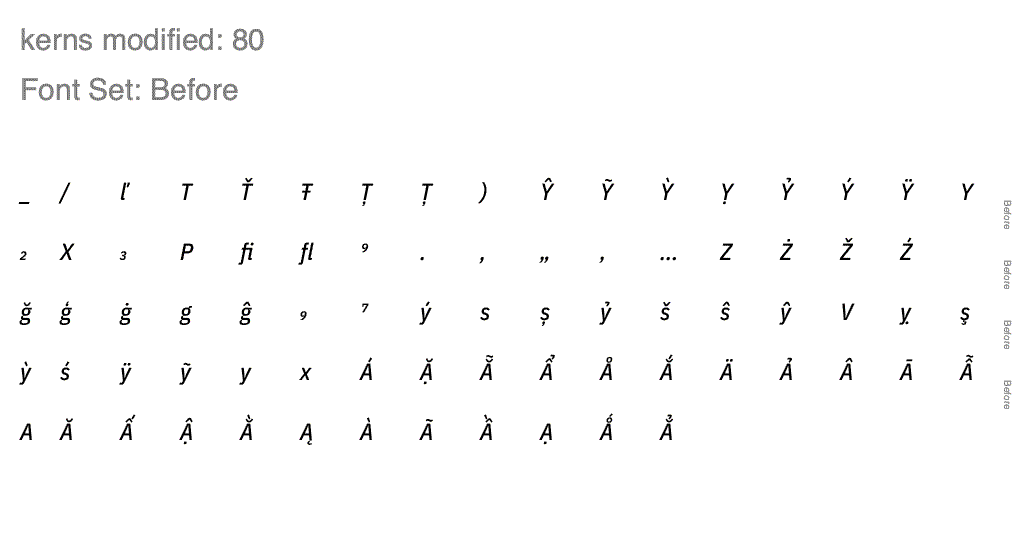 kerns modified: 80
Font Set: Before
_ / ľ T Ť Ŧ Ţ Ț ) Ŷ Ỹ Ỳ Ỵ Ỷ Ý Ÿ Y
Before
₂ X ₃ P fi fl ⁹ . , „ , … Z Ż Ž Ź
Before
ğ ģ ġ g ĝ ₉ ⁷ ý s ș ỷ š ŝ ŷ V ỵ ş
Before
ỳ ś ÿ ỹ y x Á Ặ Ẵ Ẩ Å Ắ Ä Ả Â Ā Ẫ
Before
A Ă Ấ Ậ Ằ Ą À Ã Ầ Ạ Ǻ Ẳ